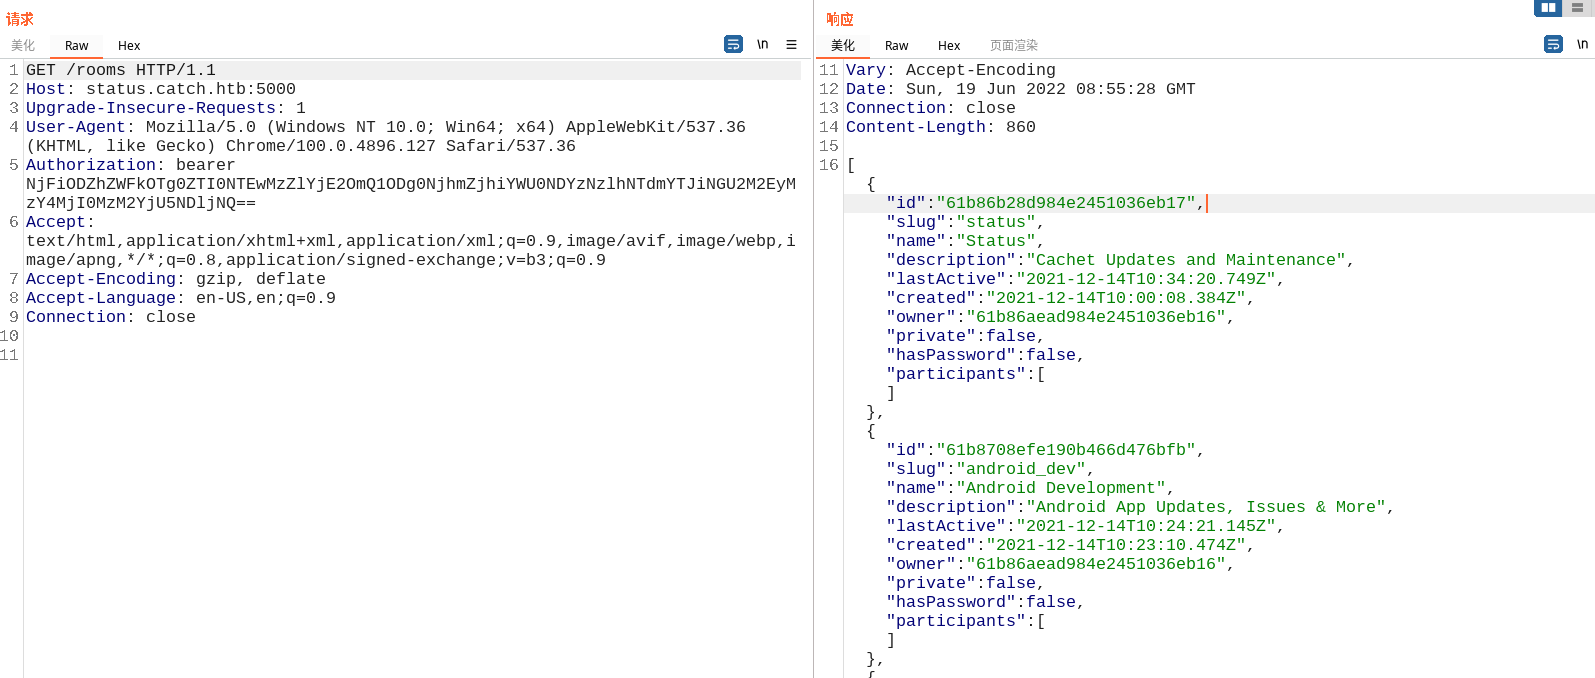 请求
美化 Raw Hex \n
1 GET /rooms HTTP/1.1
2 Host: status.catch.htb:5000
3 Upgrade-Insecure-Requests: 1
4 User-Agent: Mozilla/5.0 (Windows NT 10.0; Win64; x64) AppleWebKit/537.36
(KHTML, like Gecko) Chrome/100.0.4896.127 Safari/537.36
5 Authorization: bearer
NjFiODZhZWFkOTg0ZTI0NTEwMzZlYjE2OmQ1ODg0NjhmZjhiYWU0NDYzNzlhNTdmYTJiNGU2M2EyM
zY4MjI0MzM2YjU5NDljNQ==
6 Accept:
text/html,application/xhtml+xml,application/xml;q=0.9,image/avif,image/webp,i
mage/apng,*/*;q=0.8,application/signed-exchange;v=b3;q=0.9
7 Accept-Encoding: gzip, deflate
8 Accept-Language: en-US,en;q=0.9
9 Connection: close
10
11
响应
美化 Raw Hex 页面渲染 \n
11 Vary: Accept-Encoding
12 Date: Sun, 19 Jun 2022 08:55:28 GMT
13 Connection: close
14 Content-Length: 860
15
16 [
{
"id":"61b86b28d984e2451036eb17",
"slug":"status",
"name":"Status",
"description":"Cachet Updates and Maintenance",
"lastActive":"2021-12-14T10:34:20.749Z",
"created":"2021-12-14T10:00:08.384Z",
"owner":"61b86aead984e2451036eb16",
"private":false,
"hasPassword":false,
"participants":[
]
},
{
"id":"61b8708efe190b466d476bfb",
"slug":"android_dev",
"name":"Android Development",
"description":"Android App Updates, Issues & More",
"lastActive":"2021-12-14T10:24:21.145Z",
"created":"2021-12-14T10:23:10.474Z",
"owner":"61b86aead984e2451036eb16",
"private":false,
"hasPassword":false,
"participants":[
]
},
{